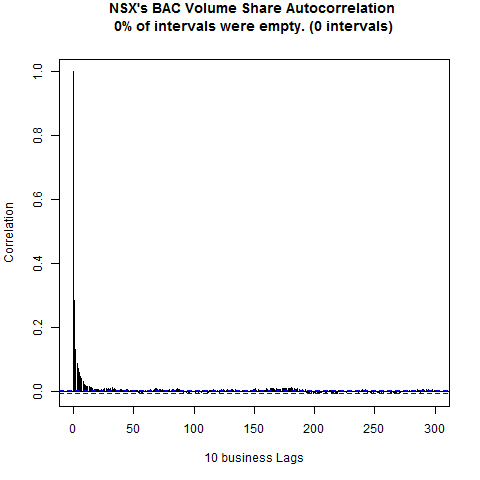 NSX's BAC Volume Share Autocorrelation
0% of intervals were empty. (0 intervals)
1.0
0.8
0.6
0.4
0.2
0.0
Correlation
0 50 100 150 200 250 300
10 business Lags